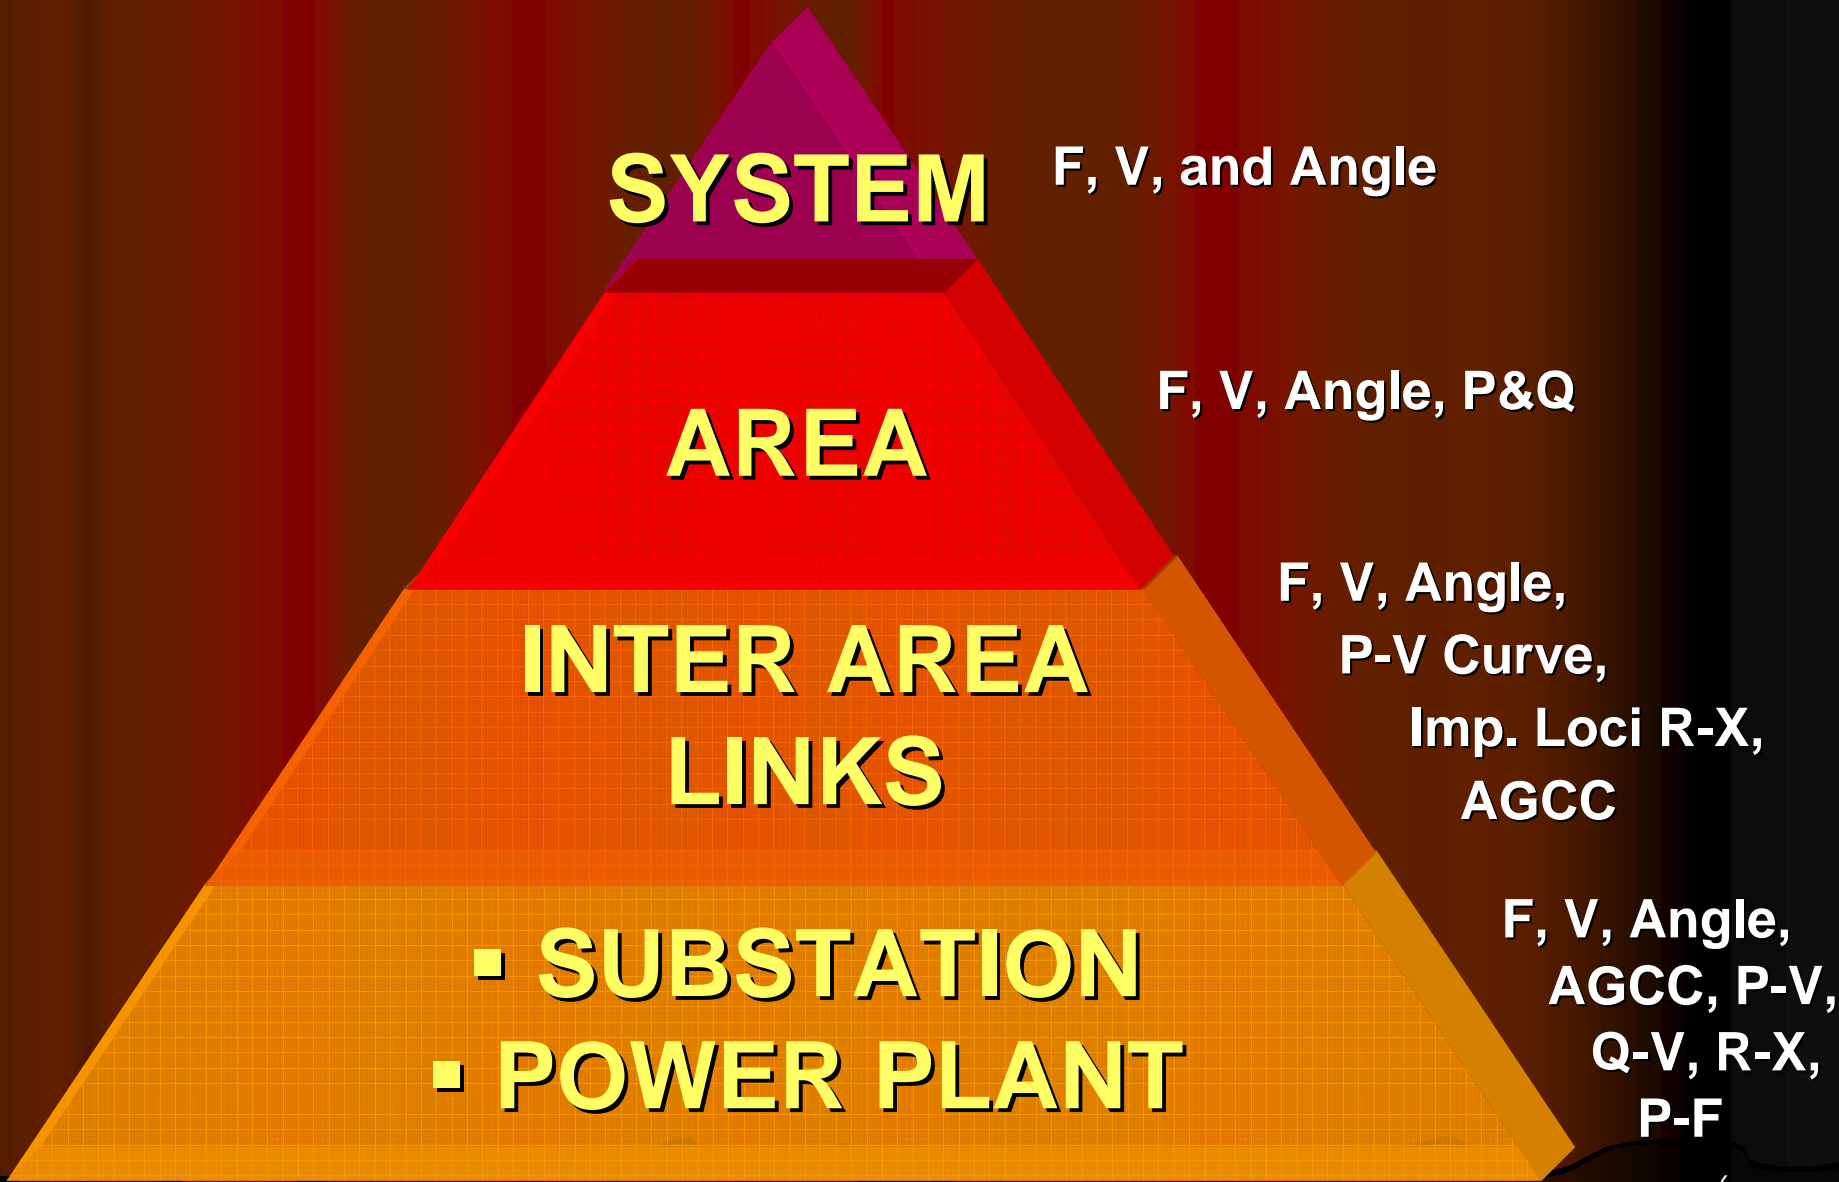 SYSTEM
F, V, and Angle
AREA
F, V, Angle, P&Q
INTER AREA
LINKS
F, V, Angle,
P-V Curve,
Imp. Loci R-X,
AGCC
▪ SUBSTATION
▪ POWER PLANT
F, V, Angle,
AGCC, P-V,
Q-V, R-X,
P-F